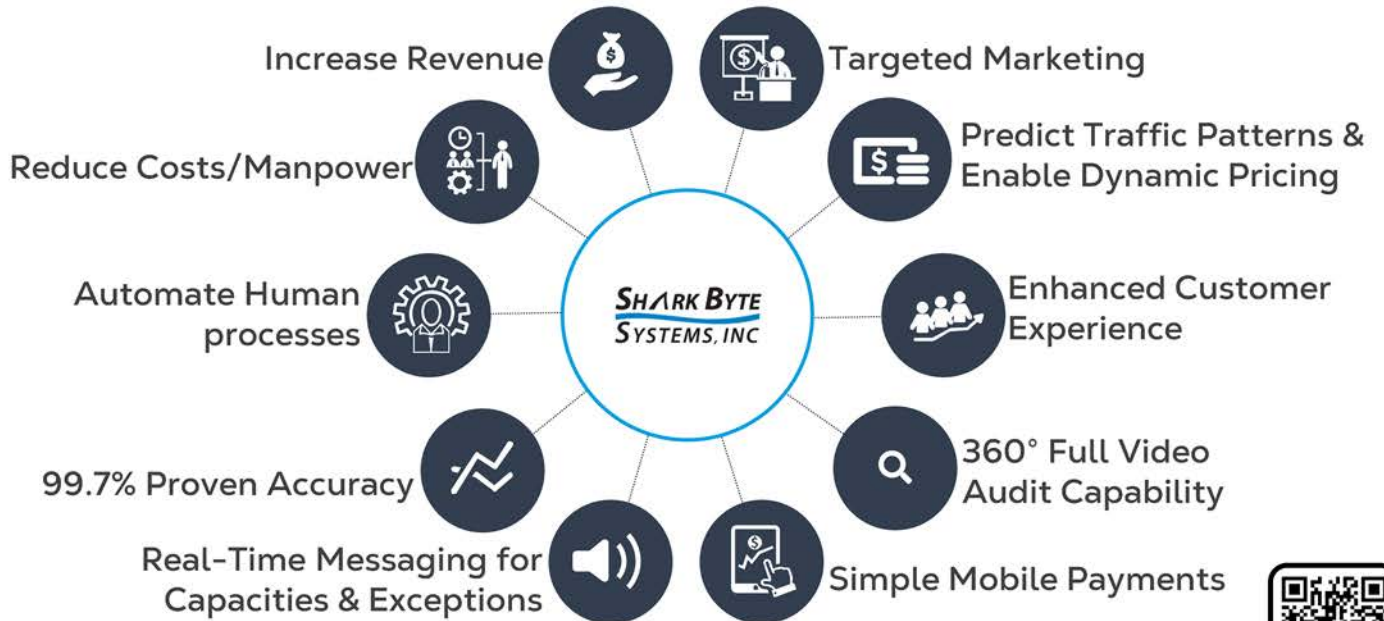 Increase Revenue
Targeted Marketing
Reduce Costs/Manpower
Predict Traffic Patterns &
Enable Dynamic Pricing
Automate Human
processes
SHARK BYTE
SYSTEMS, INC
Enhanced Customer
Experience
99.7% Proven Accuracy
360° Full Video
Audit Capability
Real-Time Messaging for
Capacities & Exceptions
Simple Mobile Payments